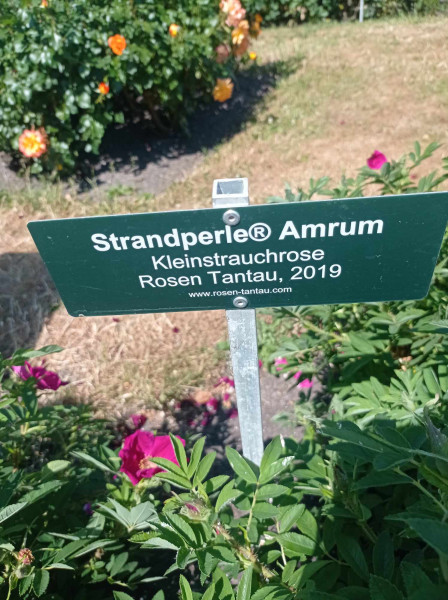 Strandperle® Amrum
Kleinstrauchrose
Rosen Tantau, 2019
www.rosen-tantau.com